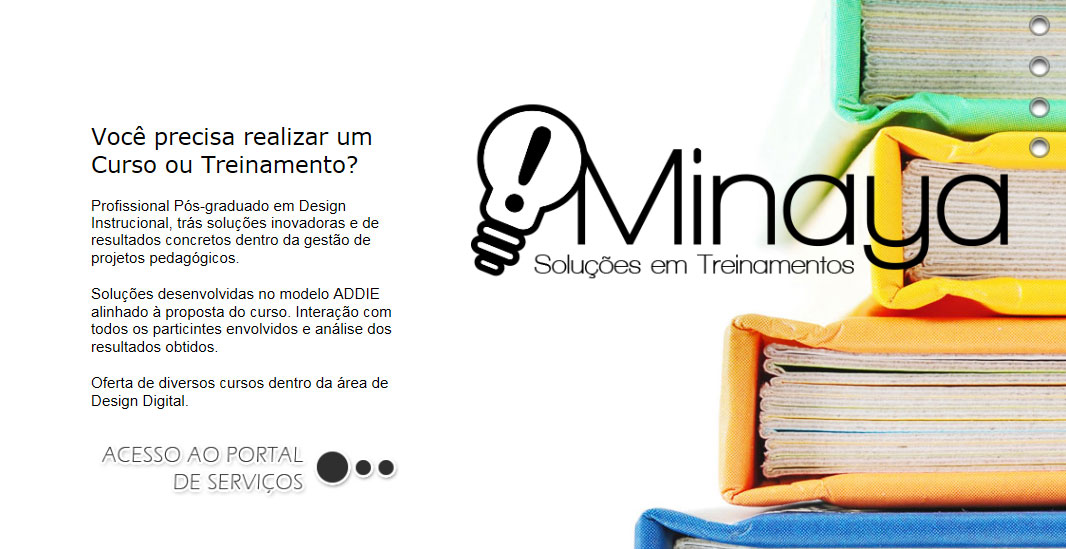 Você precisa realizar um
Curso ou Treinamento?
Profissional Pós-graduado em Design
Instrucional, trás soluções inovadoras e de
resultados concretos dentro da gestão de
projetos pedagógicos.
Soluções desenvolvidas no modelo ADDIE
alinhado à proposta do curso. Interação com
todos os particintes envolvidos e análise dos
resultados obtidos.
Oferta de diversos cursos dentro da área de
Design Digital.
ACESSO AO PORTAL
DE SERVIÇOS
Minaya
Soluções em Treinamentos